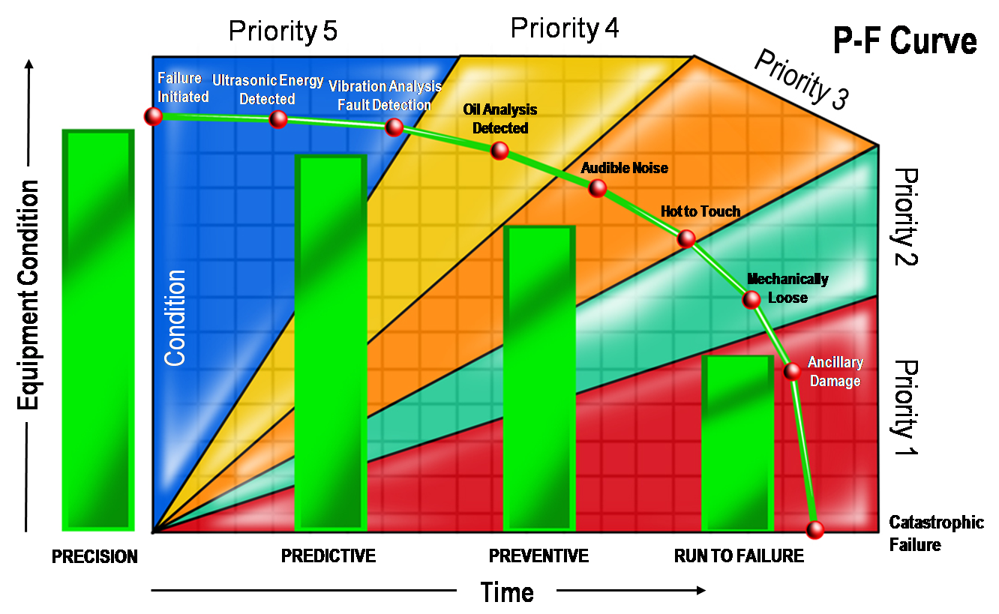 Priority 5
Priority 4
P-F Curve
Priority 3
Failure
Initiated
Ultrasonic Energy
Detected
Vibration Analysis
Fault Detection
Oil Analysis
Detected
Audible Noise
Hot to Touch
Priority 2
Mechanically
Loose
Equipment Condition
Condition
Ancillary
Damage
Priority 1
Catastrophic
Failure
PRECISION
PREDICTIVE
PREVENTIVE
RUN TO FAILURE
Time